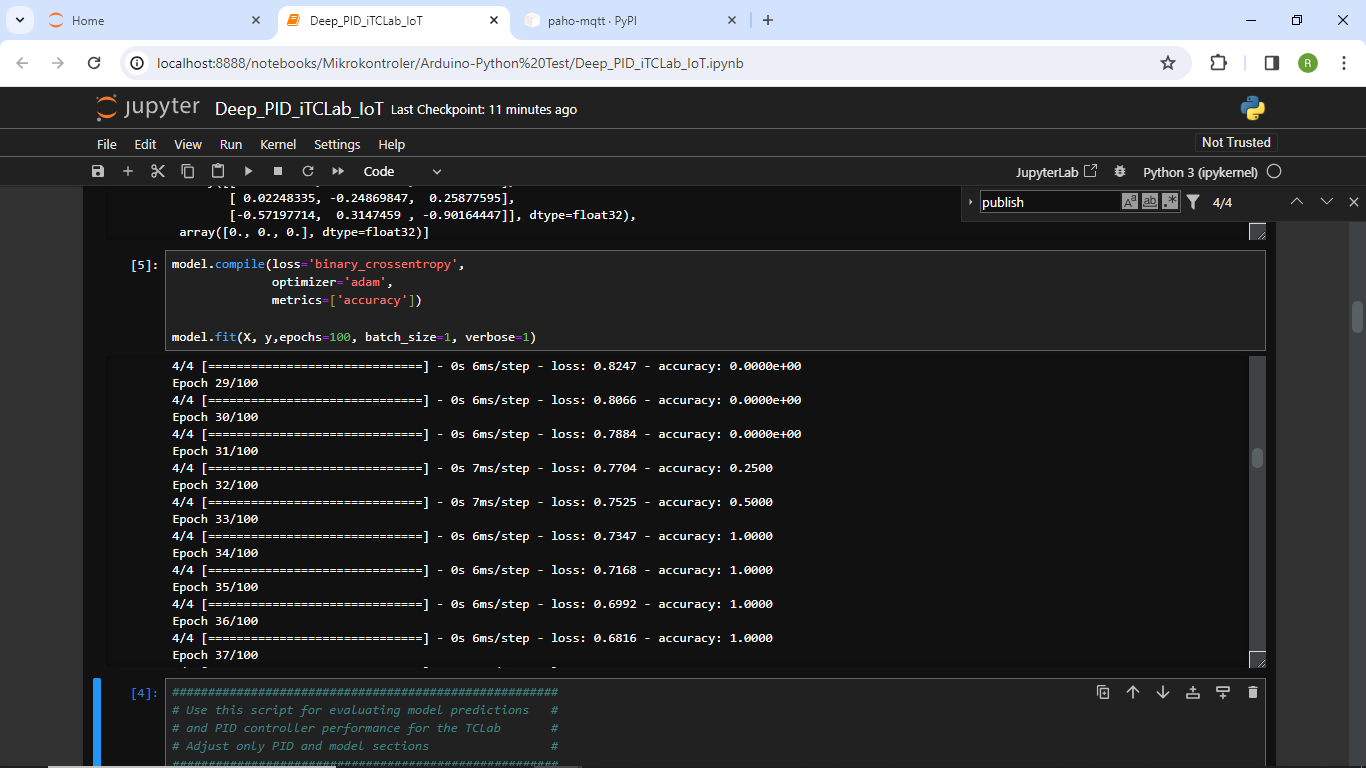 Home
Deep_PID_iTCLab_IoT
paho-mqtt · PyPI
localhost:8888/notebooks/Mikrokontroler/Arduino-Python%20Test/Deep_PID_iTCLab_IoT.ipynb
R
jupyter Deep_PID_iTCLab_IoT Last Checkpoint: 11 minutes ago
File Edit View Run Kernel Settings Help
Not Trusted
Code
JupyterLab
Python 3 (ipykernel)
publish
4/4
[ 0.02248335, -0.24869847, 0.25877595],
[-0.57197714, 0.3147459 , -0.90164447]], dtype=float32),
array([0., 0., 0.], dtype=float32)]
[5]: model.compile(loss='binary_crossentropy',
optimizer='adam',
metrics=['accuracy'])
model.fit(X, y,epochs=100, batch_size=1, verbose=1)
4/4 [==============================] - 0s 6ms/step - loss: 0.8247 - accuracy: 0.0000e+00
Epoch 29/100
4/4 [==============================] - 0s 6ms/step - loss: 0.8066 - accuracy: 0.0000e+00
Epoch 30/100
4/4 [==============================] - 0s 6ms/step - loss: 0.7884 - accuracy: 0.0000e+00
Epoch 31/100
4/4 [==============================] - 0s 7ms/step - loss: 0.7704 - accuracy: 0.2500
Epoch 32/100
4/4 [==============================] - 0s 7ms/step - loss: 0.7525 - accuracy: 0.5000
Epoch 33/100
4/4 [==============================] - 0s 6ms/step - loss: 0.7347 - accuracy: 1.0000
Epoch 34/100
4/4 [==============================] - 0s 6ms/step - loss: 0.7168 - accuracy: 1.0000
Epoch 35/100
4/4 [==============================] - 0s 6ms/step - loss: 0.6992 - accuracy: 1.0000
Epoch 36/100
4/4 [==============================] - 0s 6ms/step - loss: 0.6816 - accuracy: 1.0000
Epoch 37/100
[4]: ######################################################
# Use this script for evaluating model predictions #
# and PID controller performance for the TCLab #
# Adjust only PID and model sections #
######################################################